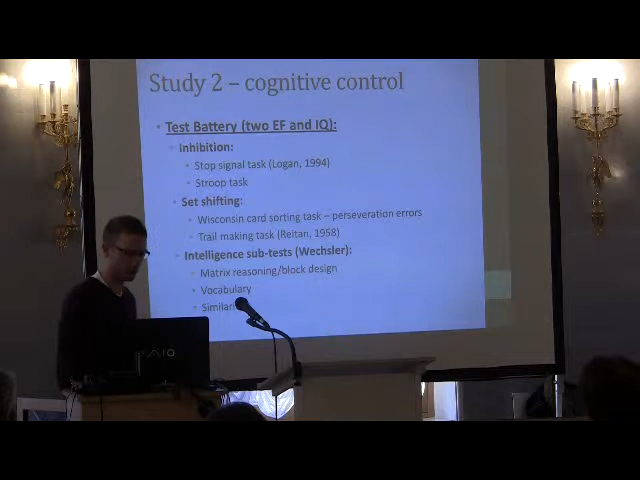 Study 2 – cognitive control
• Test Battery (two EF and IQ):
• Inhibition:
• Stop signal task (Logan, 1994)
• Stroop task
• Set shifting:
• Wisconsin card sorting task – perseveration errors
• Trail making task (Reitan, 1958)
• Intelligence sub-tests (Wechsler):
• Matrix reasoning/block design
• Vocabulary
VAIO